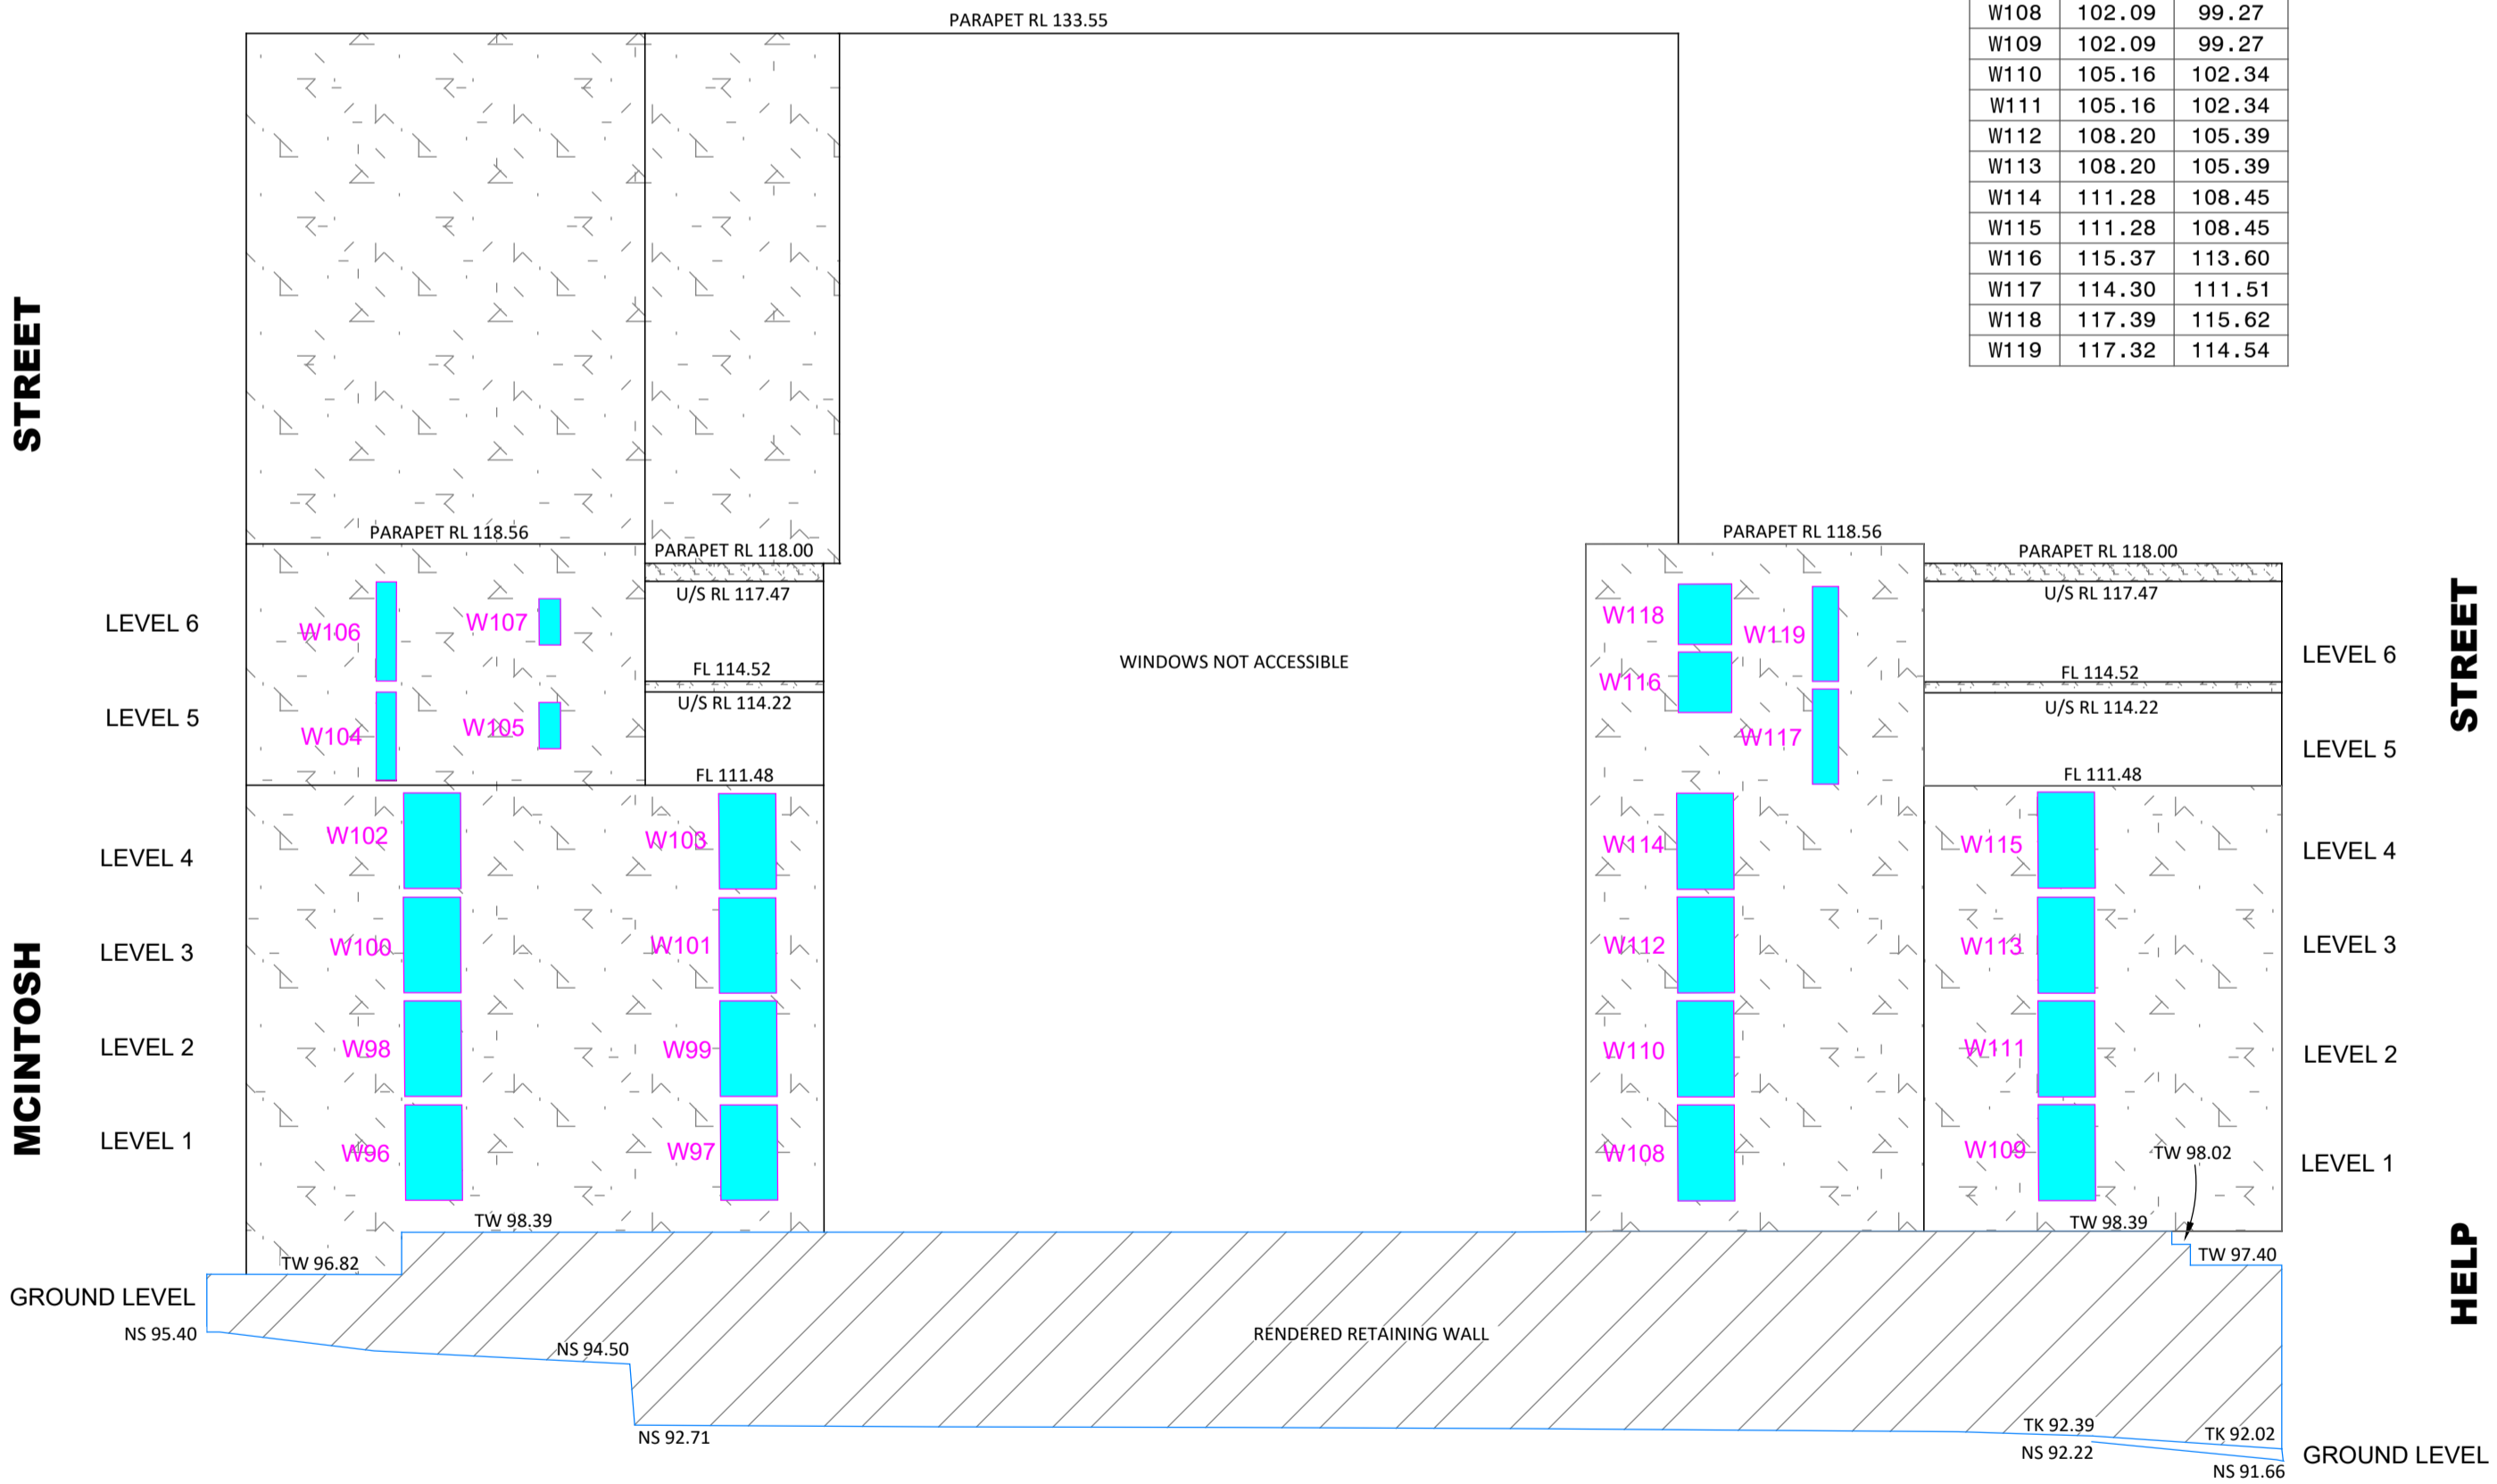 PARAPET RL 133.55
W108 102.09 99.27
W109 102.09 99.27
W110 105.16 102.34
W111 105.16 102.34
W112 108.20 105.39
W113 108.20 105.39
W114 111.28 108.45
W115 111.28 108.45
W116 115.37 113.60
W117 114.30 111.51
W118 117.39 115.62
W119 117.32 114.54
MCINTOSH STREET
HELP STREET
PARAPET RL 118.56
PARAPET RL 118.00
PARAPET RL 118.56
PARAPET RL 118.00
U/S RL 117.47
U/S RL 117.47
LEVEL 6
W106
W107
W118
W119
LEVEL 6
FL 114.52
WINDOWS NOT ACCESSIBLE
W116
FL 114.52
U/S RL 114.22
U/S RL 114.22
LEVEL 5
W104
W105
W117
LEVEL 5
FL 111.48
FL 111.48
LEVEL 4
W102
W103
W114
W115
LEVEL 4
LEVEL 3
W100
W101
W112
W113
LEVEL 3
LEVEL 2
W98
W99
W110
W111
LEVEL 2
LEVEL 1
W96
W97
W108
W109
TW 98.02
LEVEL 1
TW 98.39
TW 98.39
TW 96.82
TW 97.40
GROUND LEVEL
NS 95.40
NS 94.50
RENDERED RETAINING WALL
NS 92.71
TK 92.39
TK 92.02
NS 92.22
GROUND LEVEL
NS 91.66